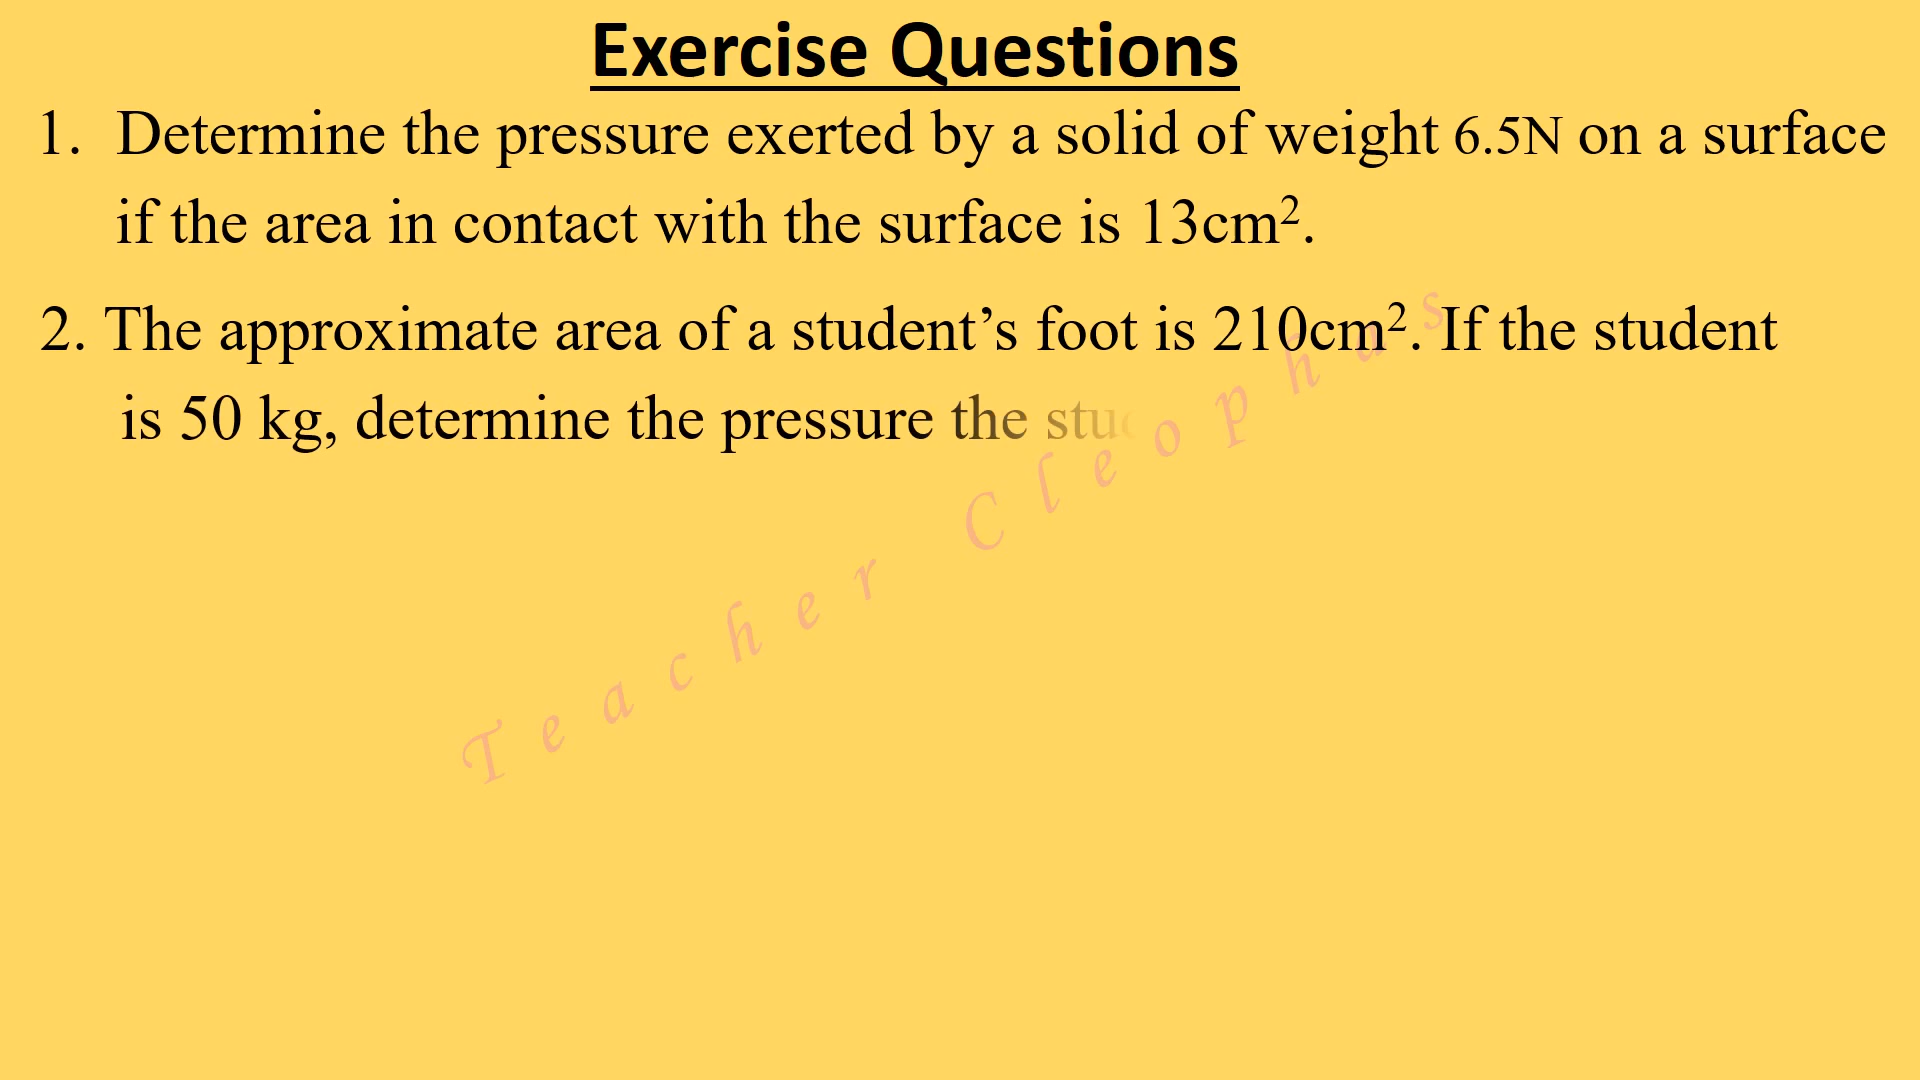 Exercise Questions
1. Determine the pressure exerted by a solid of weight 6.5N on a surface
if the area in contact with the surface is 13cm².
2. The approximate area of a student’s foot is 210cm². If the student
is 50 kg, determine the pressure the
Teacher Cleophas